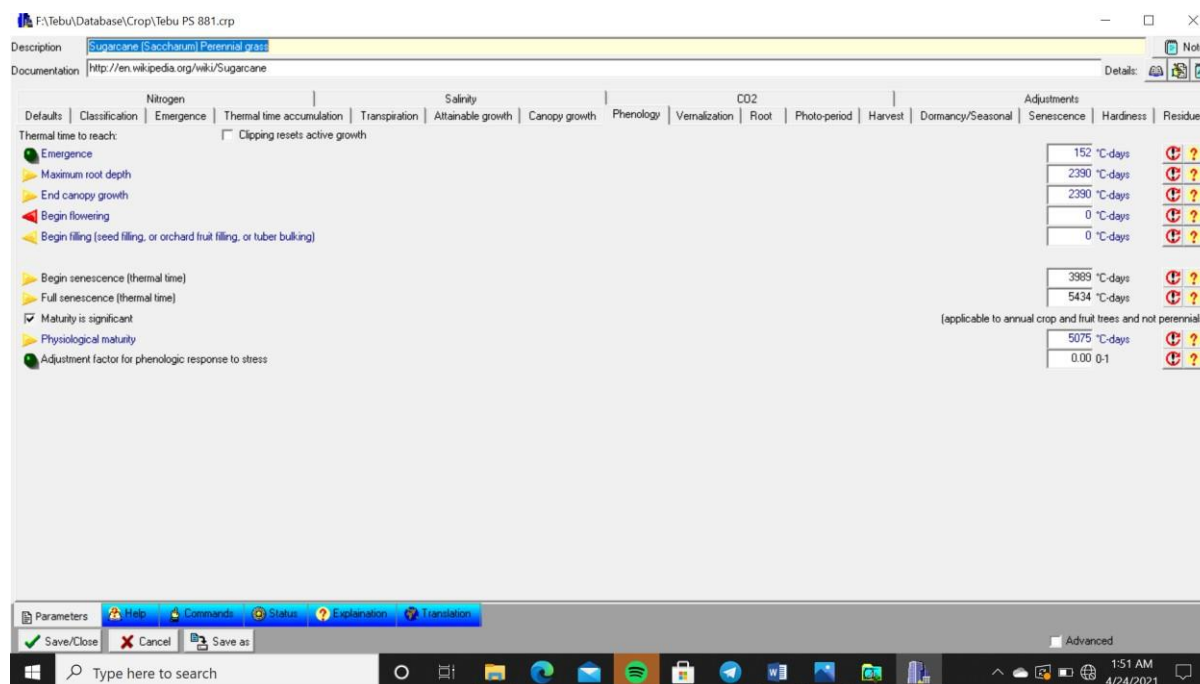 F:\Tebu\Database\Crop\Tebu PS 881.crp
Description Sugarcane (Saccharum) Perennial grass
Documentation http://en.wikipedia.org/wiki/Sugarcane Details:
Nitrogen Salinity CO2 Adjustments
Defaults Classification Emergence Thermal time accumulation Transpiration Attainable growth Canopy growth Phenology Vernalization Root Photo-period Harvest Dormancy/Seasonal Senescence Hardiness Residue
Thermal time to reach: Clipping resets active growth
Emergence 152 °C-days ?
Maximum root depth 2390 °C-days ?
End canopy growth 2390 °C-days ?
Begin flowering 0 °C-days ?
Begin filling (seed filling, or orchard fruit filling, or tuber bulking) 0 °C-days ?
Begin senescence (thermal time) 3989 °C-days ?
Full senescence (thermal time) 5434 °C-days ?
Maturity is significant (applicable to annual crop and fruit trees and not perennial
Physiological maturity 5075 °C-days ?
Adjustment factor for phenologic response to stress 0.00 0-1 ?
Parameters Help Commands Status Explaination Translation
Save/Close Cancel Save as Advanced
Type here to search 1:51 AM
4/24/2021